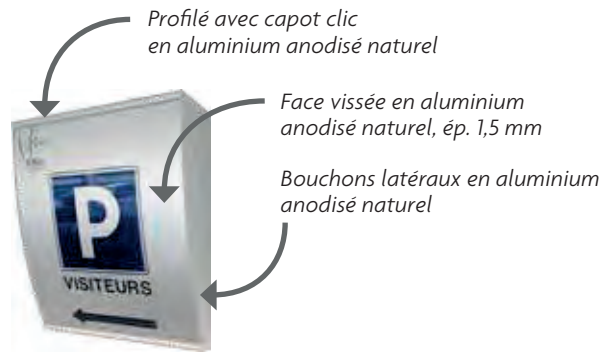 Profilé avec capot clic
en aluminium anodisé naturel
Face vissée en aluminium
anodisé naturel, ép. 1,5 mm
Bouchons latéraux en aluminium
anodisé naturel
P
VISITEURS